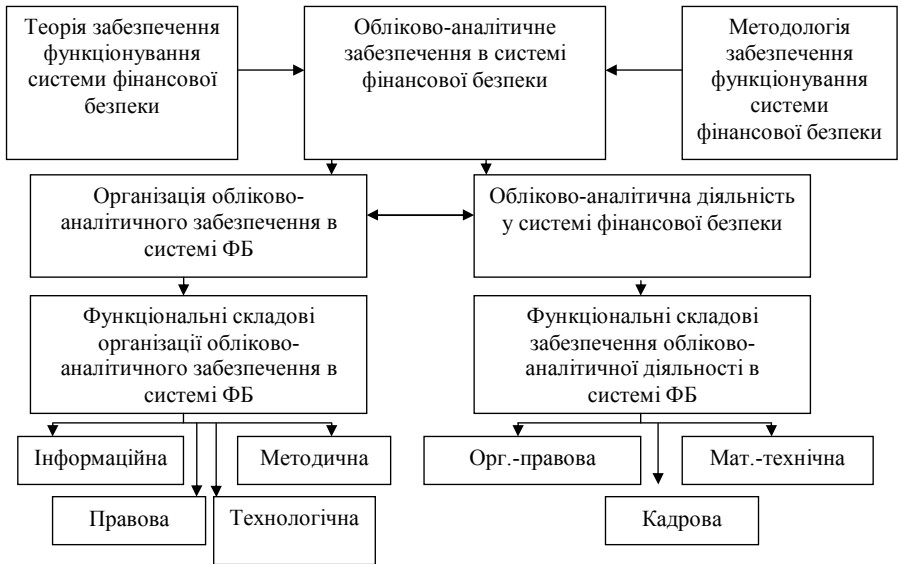 Теорія забезпечення
функціонування
системи фінансової
безпеки
Обліково-аналітичне
забезпечення в системі
фінансової безпеки
Методологія
забезпечення
функціонування
системи
фінансової безпеки
Організація обліково-
аналітичного забезпечення в
системі ФБ
Обліково-аналітична діяльність
у системі фінансової безпеки
Функціональні складові
організації обліково-
аналітичного забезпечення в
системі ФБ
Функціональні складові
забезпечення обліково-
аналітичної діяльності в
системі ФБ
Інформаційна
Методична
Орг.-правова
Мат.-технічна
Правова
Технологічна
Кадрова